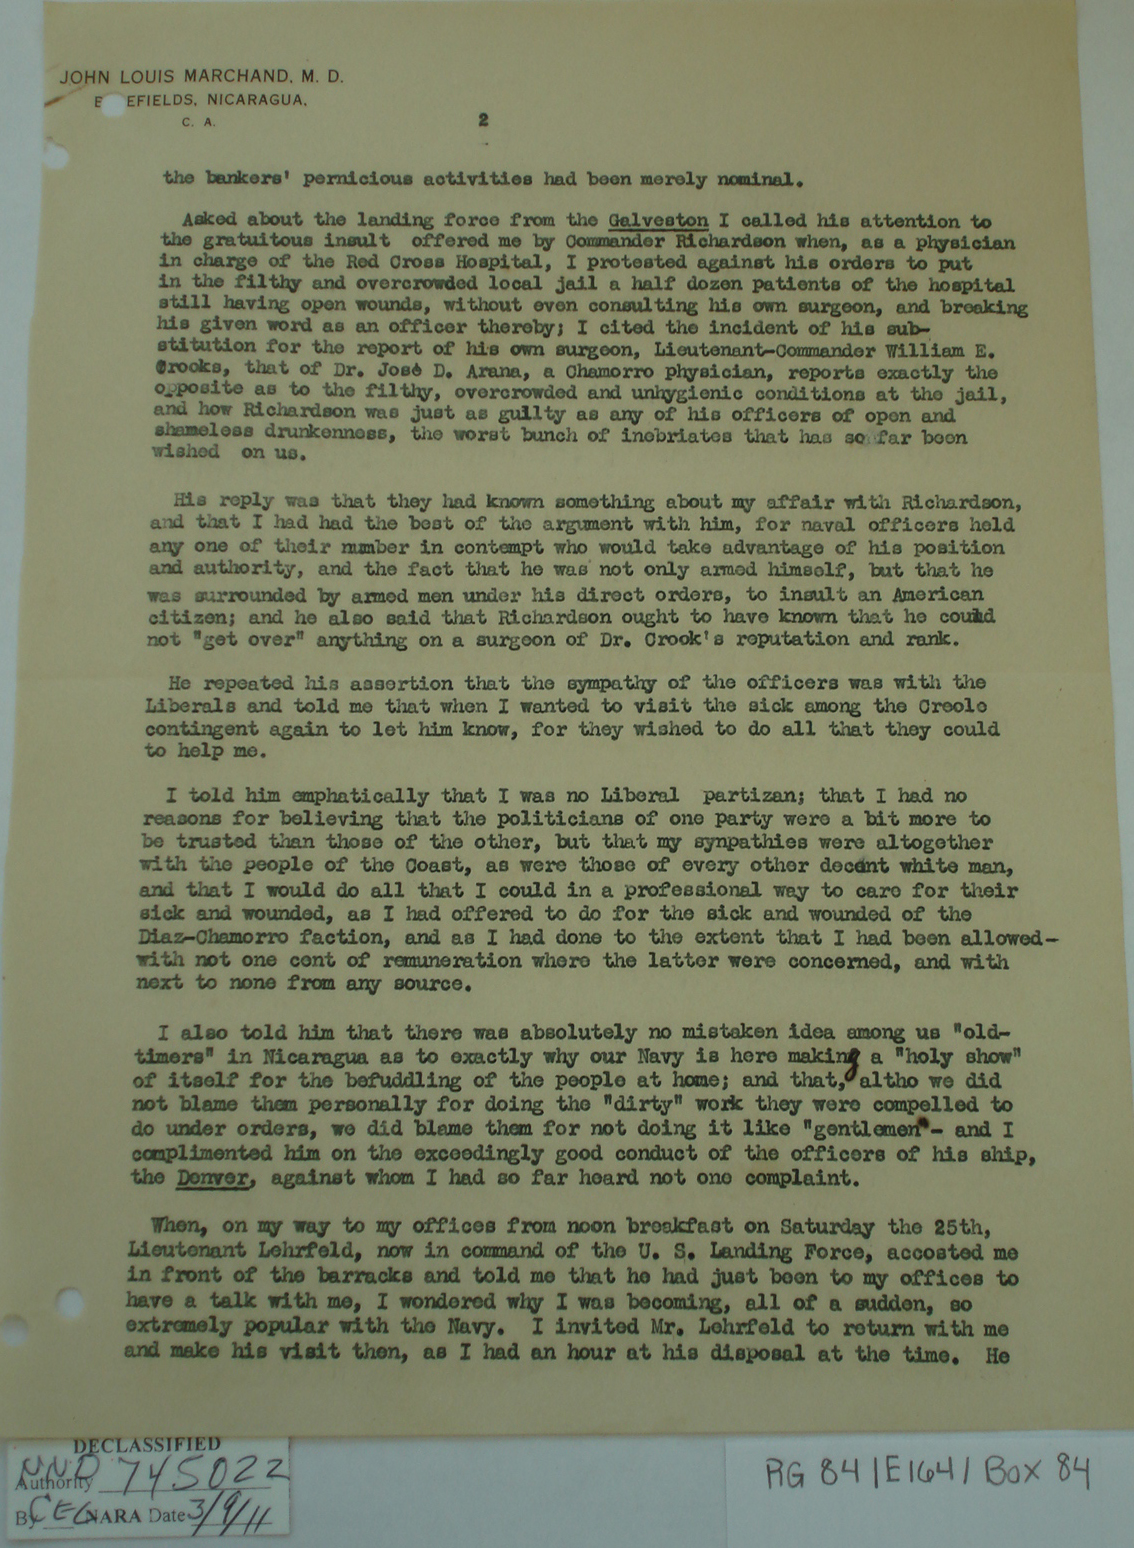 JOHN LOUIS MARCHAND, M. D.
B EFIELDS, NICARAGUA,
C. A.
2
the bankers' pernicious activities had been merely nominal.
Asked about the landing force from the Galveston I called his attention to
the gratuitous insult offered me by Commander Richardson when, as a physician
in charge of the Red Cross Hospital, I protested against his orders to put
in the filthy and overcrowded local jail a half dozen patients of the hospital
still having open wounds, without even consulting his own surgeon, and breaking
his given word as an officer thereby; I cited the incident of his sub-
stitution for the report of his own surgeon, Lieutenant-Commander William E.
Crooks, that of Dr. José D. Arana, a Chamorro physician, reports exactly the
opposite as to the filthy, overcrowded and unhygienic conditions at the jail,
and how Richardson was just as guilty as any of his officers of open and
shameless drunkenness, the worst bunch of inebriates that has so far been
wished on us.
His reply was that they had known something about my affair with Richardson,
and that I had had the best of the argument with him, for naval officers held
any one of their number in contempt who would take advantage of his position
and authority, and the fact that he was not only armed himself, but that he
was surrounded by armed men under his direct orders, to insult an American
citizen; and he also said that Richardson ought to have known that he could
not "get over" anything on a surgeon of Dr. Crook's reputation and rank.
He repeated his assertion that the sympathy of the officers was with the
Liberals and told me that when I wanted to visit the sick among the Creole
contingent again to let him know, for they wished to do all that they could
to help me.
I told him emphatically that I was no Liberal partizan; that I had no
reasons for believing that the politicians of one party were a bit more to
be trusted than those of the other, but that my synpathies were altogether
with the people of the Coast, as were those of every other decent white man,
and that I would do all that I could in a professional way to care for their
sick and wounded, as I had offered to do for the sick and wounded of the
Diaz-Chamorro faction, and as I had done to the extent that I had been allowed-
with not one cent of remuneration where the latter were concerned, and with
next to none from any source.
I also told him that there was absolutely no mistaken idea among us "old-
timers" in Nicaragua as to exactly why our Navy is here making a "holy show"
of itself for the befuddling of the people at home; and that, altho we did
not blame them personally for doing the "dirty" work they were compelled to
do under orders, we did blame them for not doing it like "gentlemen"- and I
complimented him on the exceedingly good conduct of the officers of his ship,
the Denver, against whom I had so far heard not one complaint.
When, on my way to my offices from noon breakfast on Saturday the 25th,
Lieutenant Lehrfeld, now in command of the U. S. Landing Force, accosted me
in front of the barracks and told me that he had just been to my offices to
have a talk with me, I wondered why I was becoming, all of a sudden, so
extremely popular with the Navy. I invited Mr. Lehrfeld to return with me
and make his visit then, as I had an hour at his disposal at the time. He
DECLASSIFIED
Authority NND 745022
By CEG NARA Date 3/9/11
RG 84 | E1641 Box 84